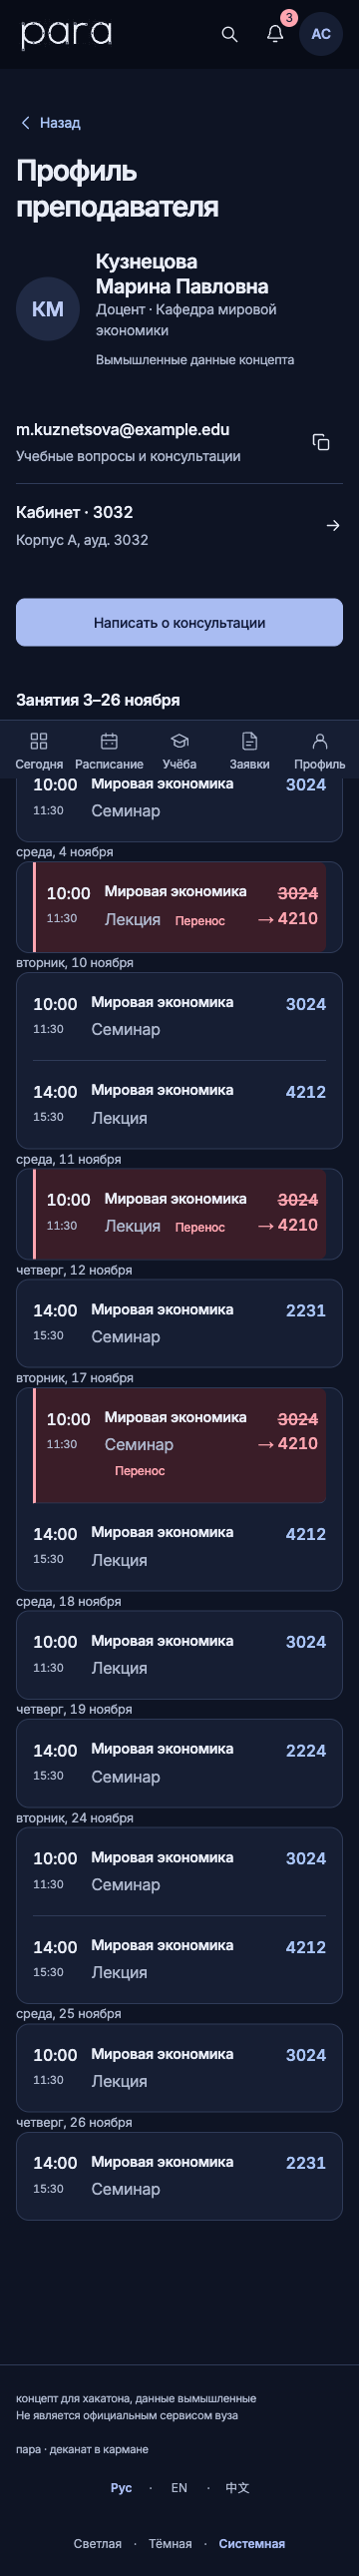 para
3
АС
Назад
Профиль
преподавателя
КМ
Кузнецова
Марина Павловна
Доцент · Кафедра мировой
экономики
Вымышленные данные концепта
m.kuznetsova@example.edu
Учебные вопросы и консультации
Кабинет · 3032
Корпус А, ауд. 3032
Написать о консультации
Занятия 3–26 ноября
Сегодня Расписание Учёба Заявки Профиль
10:00 Мировая экономика 3024
11:30 Семинар
среда, 4 ноября
10:00 Мировая экономика 3024
11:30 Лекция Перенос → 4210
вторник, 10 ноября
10:00 Мировая экономика 3024
11:30 Семинар
14:00 Мировая экономика 4212
15:30 Лекция
среда, 11 ноября
10:00 Мировая экономика 3024
11:30 Лекция Перенос → 4210
четверг, 12 ноября
14:00 Мировая экономика 2231
15:30 Семинар
вторник, 17 ноября
10:00 Мировая экономика 3024
11:30 Семинар → 4210
Перенос
14:00 Мировая экономика 4212
15:30 Лекция
среда, 18 ноября
10:00 Мировая экономика 3024
11:30 Лекция
четверг, 19 ноября
14:00 Мировая экономика 2224
15:30 Семинар
вторник, 24 ноября
10:00 Мировая экономика 3024
11:30 Семинар
14:00 Мировая экономика 4212
15:30 Лекция
среда, 25 ноября
10:00 Мировая экономика 3024
11:30 Лекция
четверг, 26 ноября
14:00 Мировая экономика 2231
15:30 Семинар
концепт для хакатона, данные вымышленные
Не является официальным сервисом вуза
пара · деканат в кармане
Рус · EN · 中文
Светлая · Тёмная · Системная